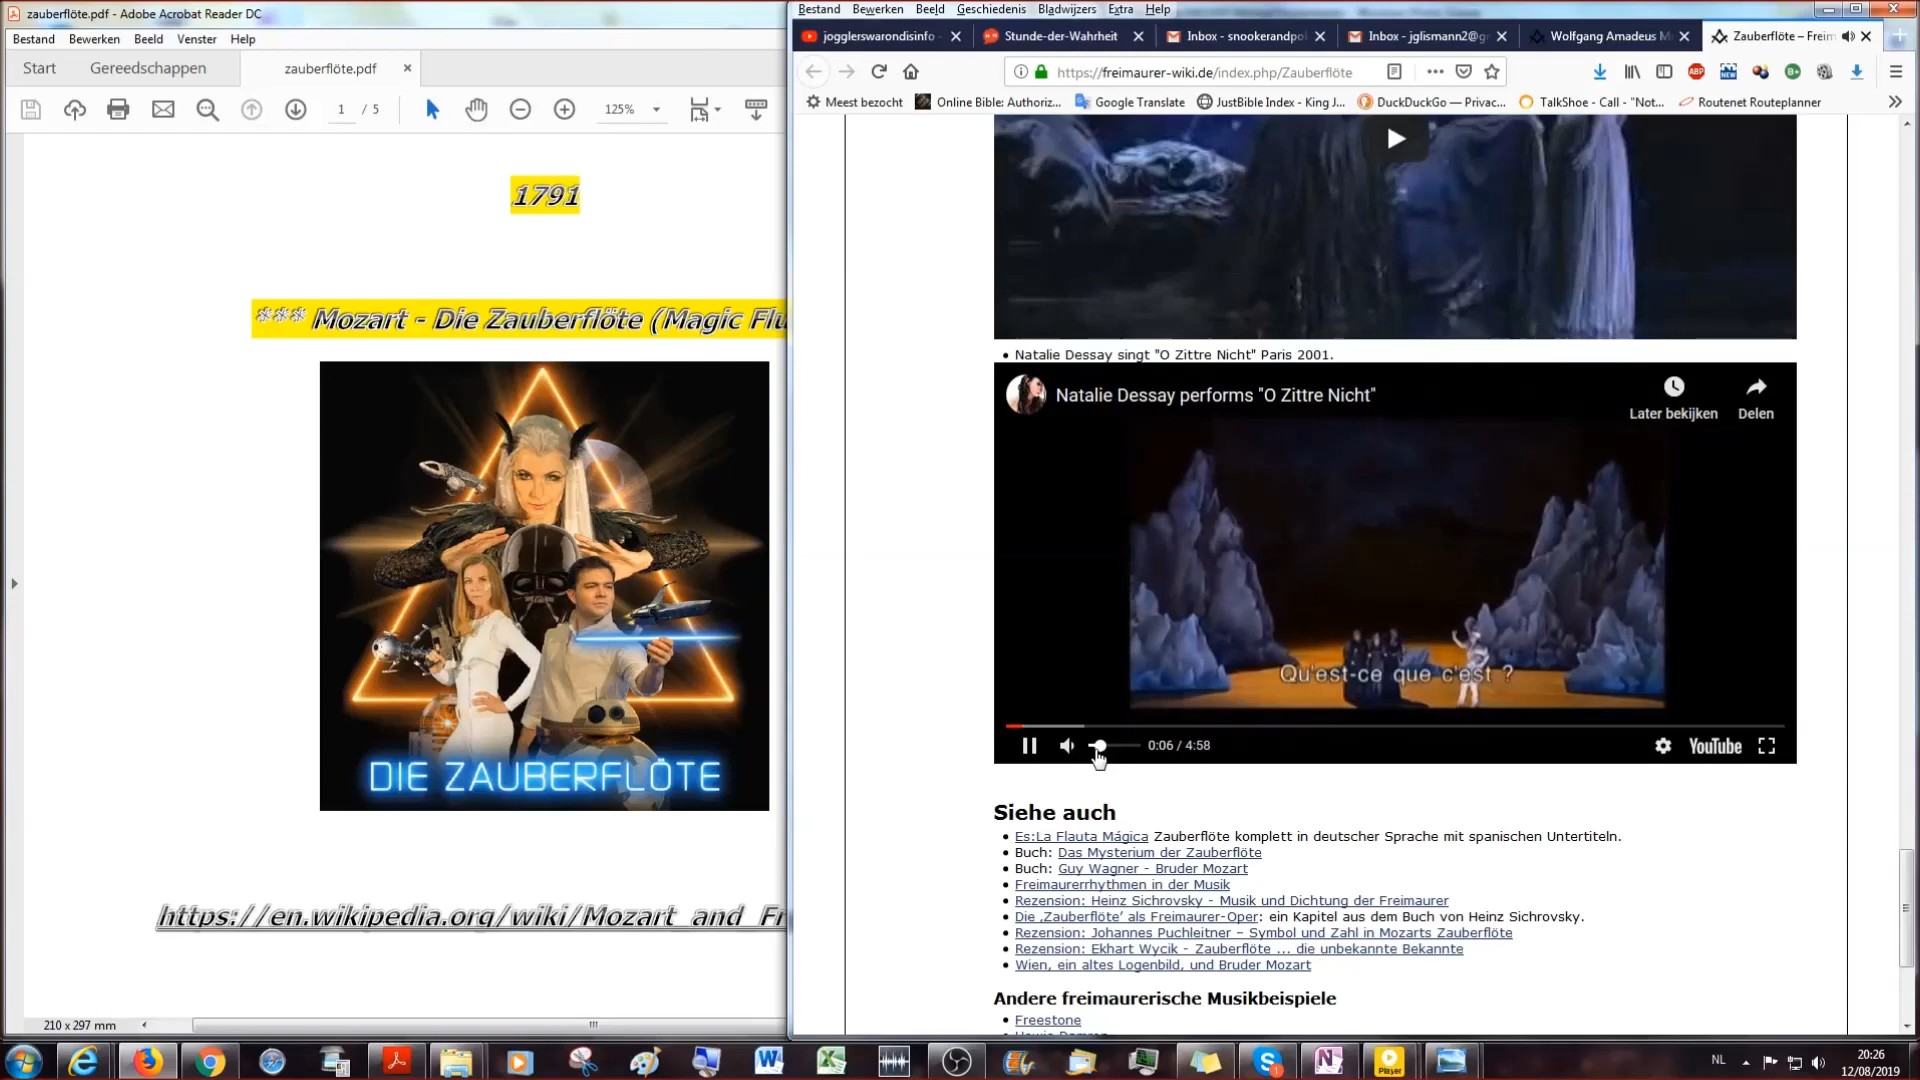 zauberflöte.pdf - Adobe Acrobat Reader DC
Bestand Bewerken Beeld Venster Help
Start Gereedschappen zauberflöte.pdf
1 / 5 125%
1791
*** Mozart - Die Zauberflöte (Magic Flu
DIE ZAUBERFLÖTE
https://en.wikipedia.org/wiki/Mozart_and_Fr
210 x 297 mm
Bestand Bewerken Beeld Geschiedenis Bladwijzers Extra Help
jogglerswarondisinfo - Stunde-der-Wahrheit Inbox - snookerandpo Inbox - jglismann2@g Wolfgang Amadeus M Zauberflöte – Freim
https://freimaurer-wiki.de/index.php/Zauberflöte
Meest bezocht Online Bible: Authoriz... Google Translate JustBible Index - King J... DuckDuckGo — Privac... TalkShoe - Call - "Not... Routenet Routeplanner
• Natalie Dessay singt "O Zittre Nicht" Paris 2001.
Natalie Dessay performs "O Zittre Nicht"
Later bekijken Delen
Qu'est-ce que c'est ?
0:06 / 4:58 YouTube
Siehe auch
• Es:La Flauta Mágica Zauberflöte komplett in deutscher Sprache mit spanischen Untertiteln.
• Buch: Das Mysterium der Zauberflöte
• Buch: Guy Wagner - Bruder Mozart
• Freimaurerrhythmen in der Musik
• Rezension: Heinz Sichrovsky - Musik und Dichtung der Freimaurer
• Die ‚Zauberflöte’ als Freimaurer-Oper: ein Kapitel aus dem Buch von Heinz Sichrovsky.
• Rezension: Johannes Puchleitner – Symbol und Zahl in Mozarts Zauberflöte
• Rezension: Ekhart Wycik - Zauberflöte ... die unbekannte Bekannte
• Wien, ein altes Logenbild, und Bruder Mozart
Andere freimaurerische Musikbeispiele
• Freestone
NL
20:26
12/08/2019